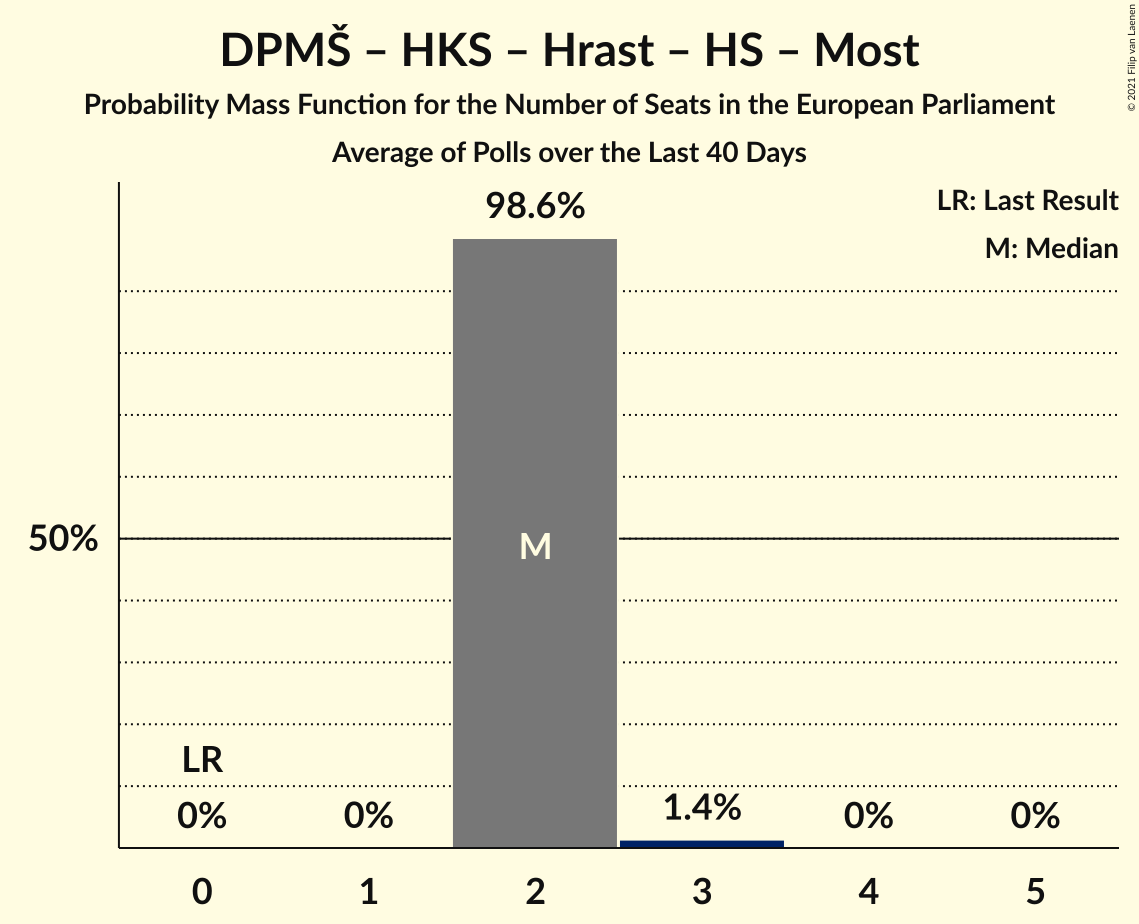 DPMŠ – HKS – Hrast – HS – Most
Probability Mass Function for the Number of Seats in the European Parliament
Average of Polls over the Last 40 Days
© 2021 Filip van Laenen
LR: Last Result
M: Median
98.6%
50%
M
LR
0%
0%
1.4%
0%
0%
0
1
2
3
4
5